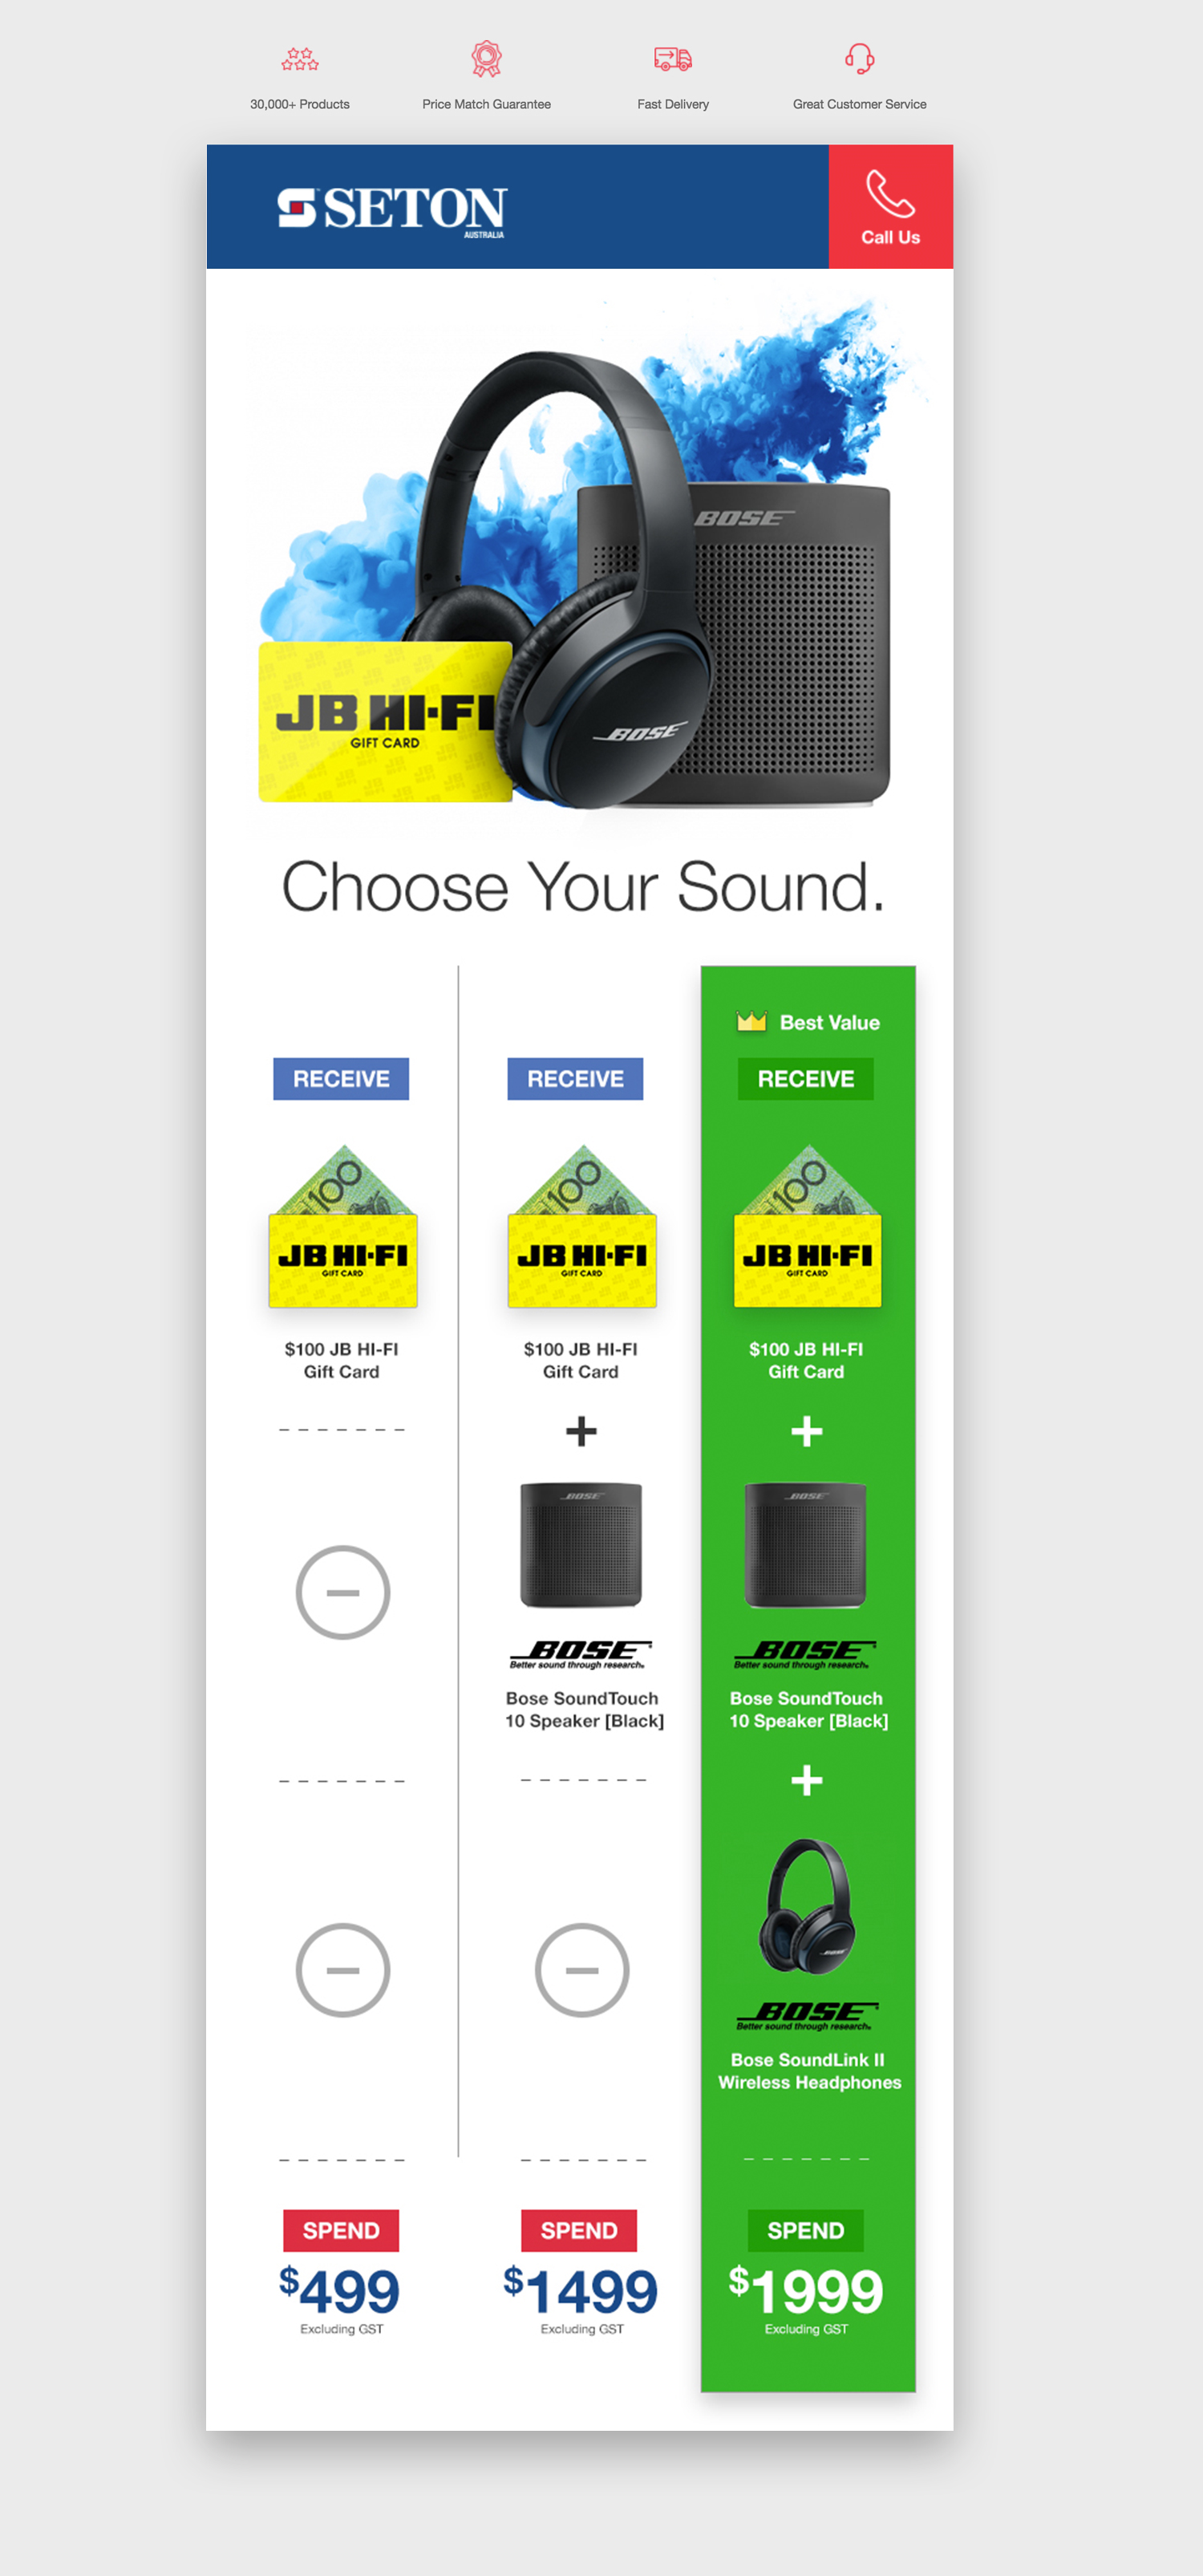 30,000+ Products
Price Match Guarantee
Fast Delivery
Great Customer Service
SETON
AUSTRALIA
Call Us
BOSE
JB HI-FI
GIFT CARD
BOSE
Choose Your Sound.
Best Value
RECEIVE
RECEIVE
RECEIVE
100
100
100
JB HI-FI
GIFT CARD
JB HI-FI
GIFT CARD
JB HI-FI
GIFT CARD
$100 JB HI-FI
Gift Card
$100 JB HI-FI
Gift Card
$100 JB HI-FI
Gift Card
+
+
BOSE
BOSE
BOSE
Better sound through research.
BOSE
Better sound through research.
Bose SoundTouch
10 Speaker [Black]
Bose SoundTouch
10 Speaker [Black]
+
BOSE
BOSE
Better sound through research.
Bose SoundLink II
Wireless Headphones
SPEND
$499
Excluding GST
SPEND
$1499
Excluding GST
SPEND
$1999
Excluding GST